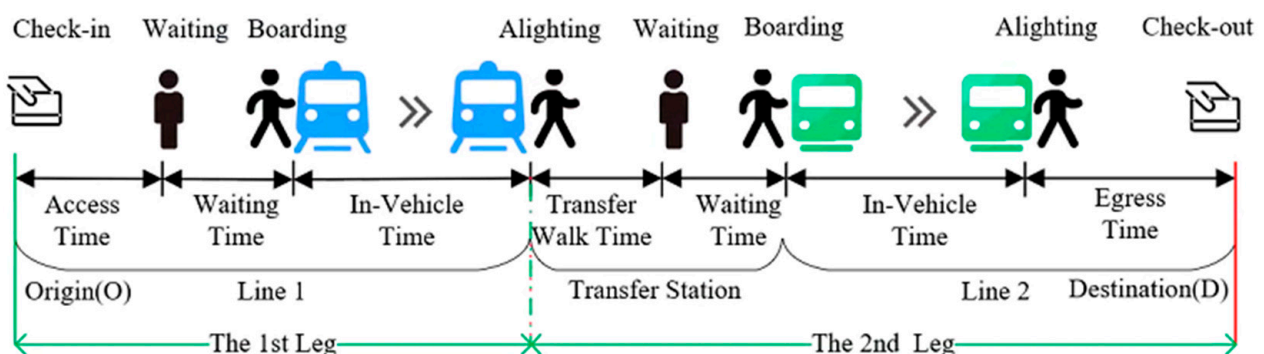 Check-in Waiting Boarding Alighting Waiting Boarding Alighting Check-out
Access Waiting In-Vehicle Transfer Waiting In-Vehicle Egress
Time Time Time Walk Time Time Time Time
Origin(O) Line 1 Transfer Station Line 2 Destination(D)
The 1st Leg The 2nd Leg